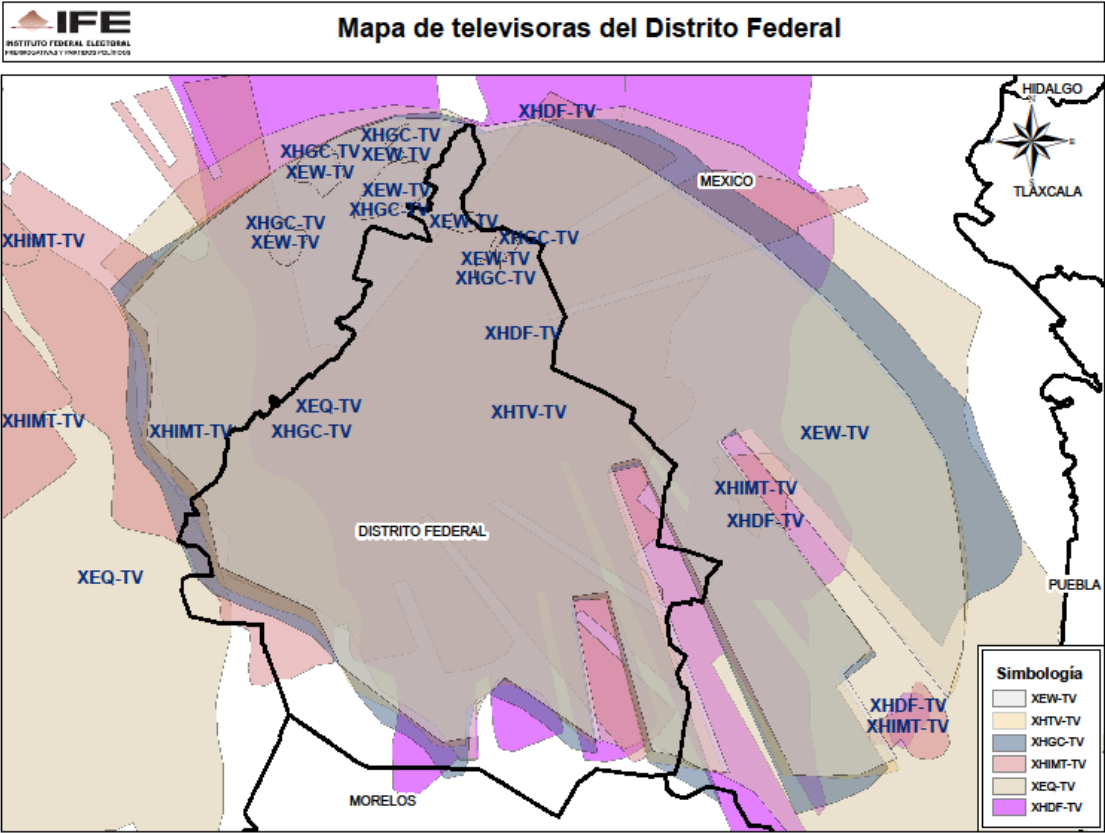 IFE
INSTITUTO FEDERAL ELECTORAL
PRERROGATIVAS Y PARTIDOS POLÍTICOS
Mapa de televisoras del Distrito Federal
HIDALGO
N
XHDF-TV
XHGC-TV
XEW-TV
XHGC-TV
XEW-TV
E
S
MEXICO
TLAXCALA
XEW-TV
XHGC-TV
XHGC-TV
XEW-TV
XEW-TV
XHIMT-TV
XHGC-TV
XEW-TV
XHGC-TV
XHDF-TV
XEQ-TV
XHTV-TV
XHIMT-TV
XHIMT-TV
XHGC-TV
XEW-TV
XHIMT-TV
XHDF-TV
DISTRITO FEDERAL
XEQ-TV
PUEBLA
XHDF-TV
XHIMT-TV
MORELOS
Simbología
XEW-TV
XHTV-TV
XHGC-TV
XHIMT-TV
XEQ-TV
XHDF-TV